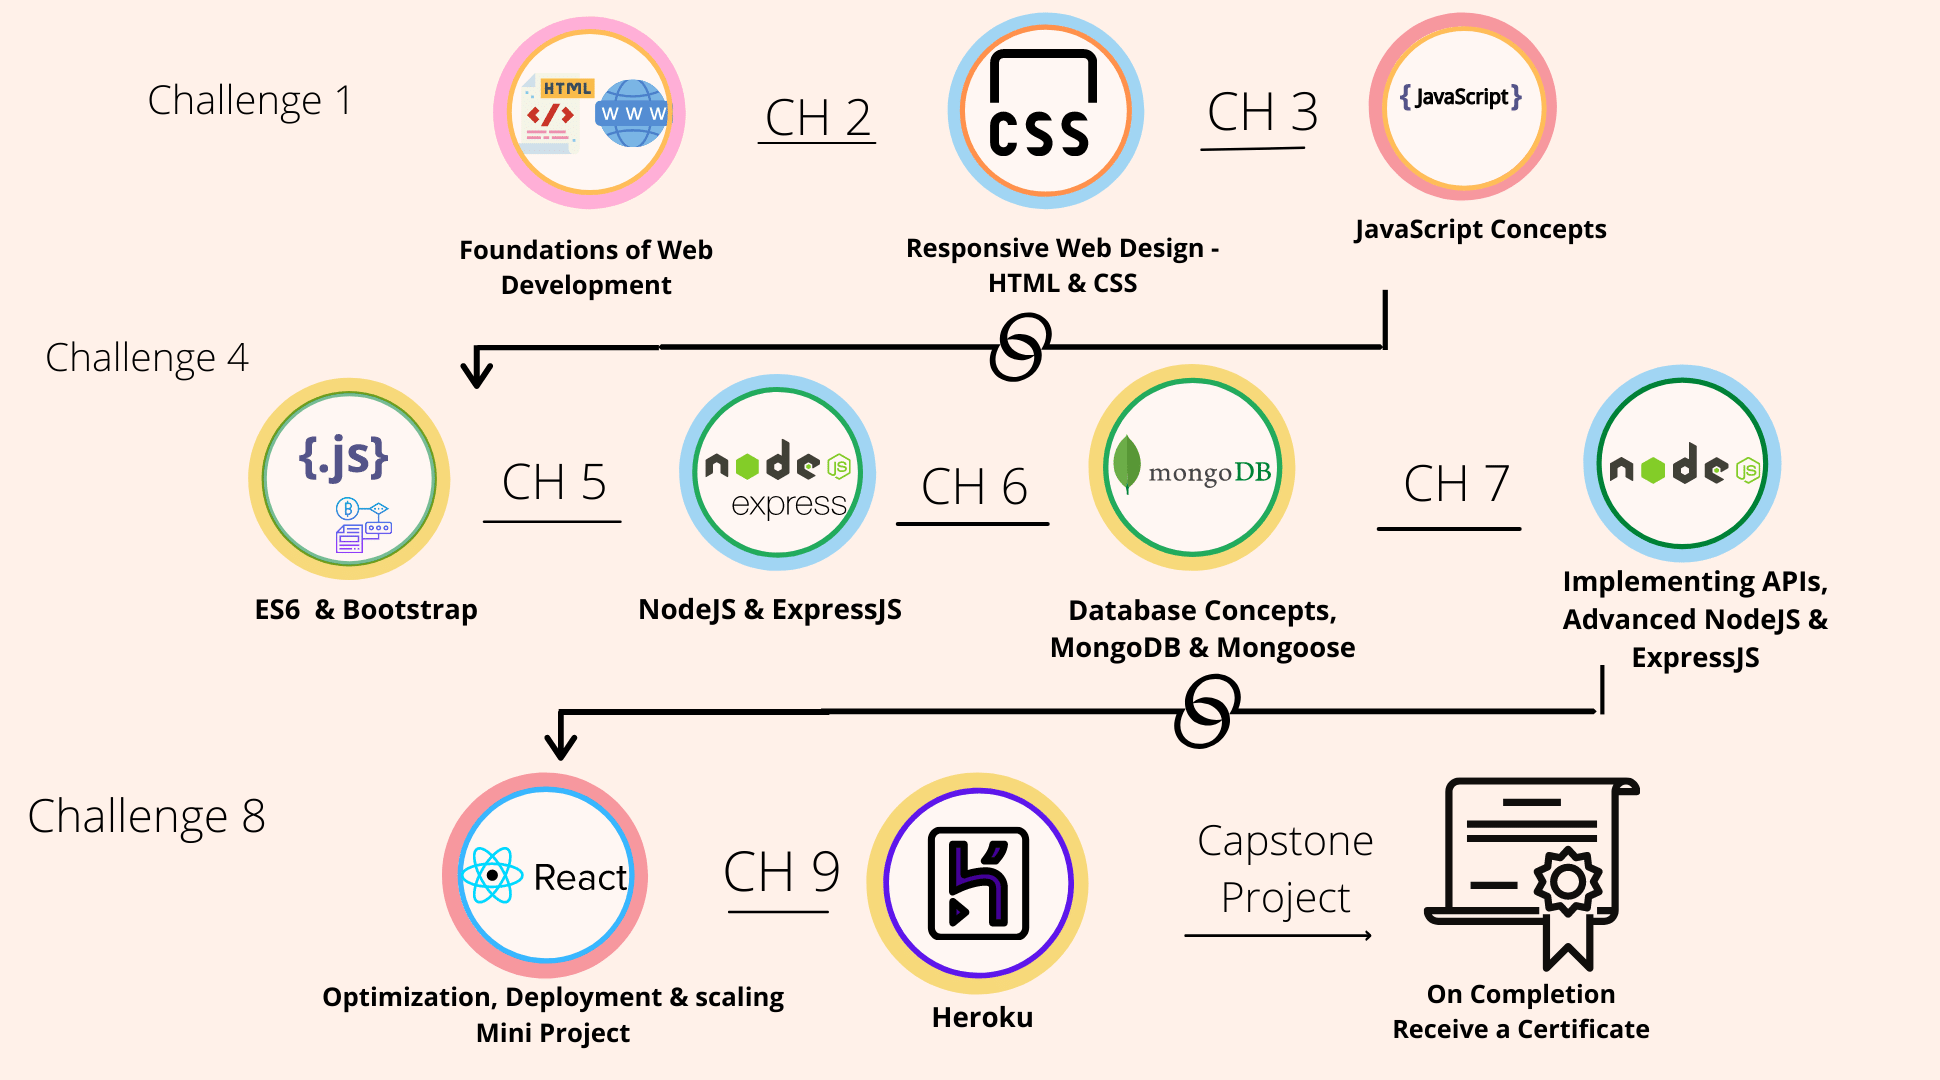 Challenge 1
HTML
</>
WWW
CH 2
CSS
CH 3
{JavaScript}
Foundations of Web
Development
Responsive Web Design -
HTML & CSS
JavaScript Concepts
Challenge 4
{.js}
CH 5
node JS
express
CH 6
mongoDB
CH 7
node JS
ES6 & Bootstrap
NodeJS & ExpressJS
Database Concepts,
MongoDB & Mongoose
Implementing APIs,
Advanced NodeJS &
ExpressJS
Challenge 8
React
CH 9
Capstone
Project
Optimization, Deployment & scaling
Mini Project
Heroku
On Completion
Receive a Certificate